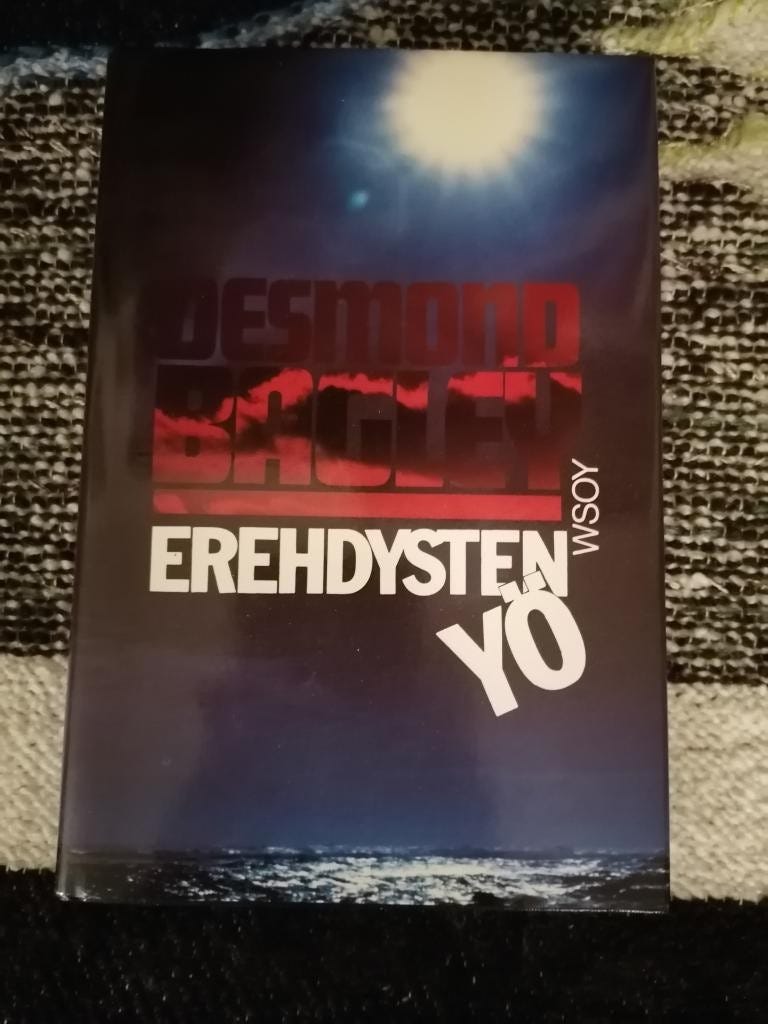 DESMOND
BAGLEY
WSOY
EREHDYSTEN
YÖ